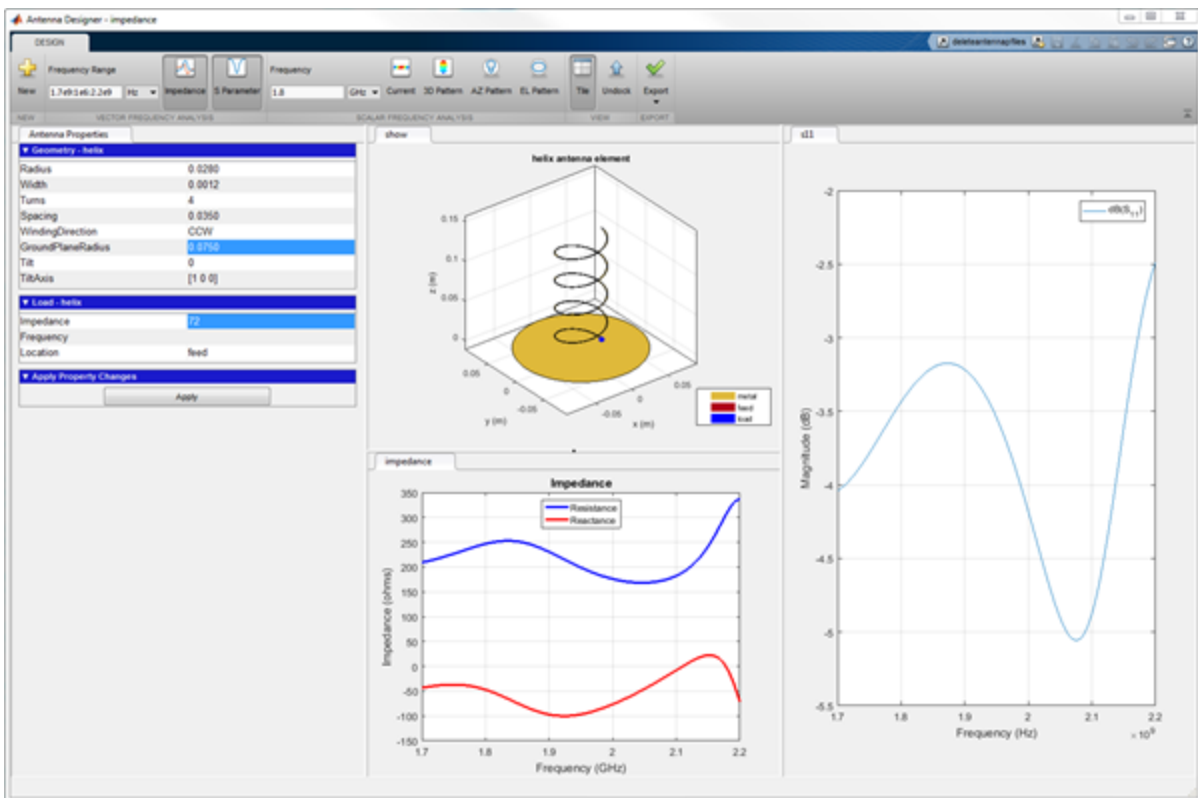 Antenna Designer - impedance
DESIGN
deleteantennapfiles
New
Frequency Range
1.7e9:1e6:2.2e9 Hz
Impedance
S Parameter
Frequency
1.8 GHz
Current
3D Pattern
AZ Pattern
EL Pattern
Tile
Undock
Export
NEW
VECTOR FREQUENCY ANALYSIS
SCALAR FREQUENCY ANALYSIS
VIEW
EXPORT
Antenna Properties
Geometry - helix
Radius 0.0280
Width 0.0012
Turns 4
Spacing 0.0350
WindingDirection CCW
GroundPlaneRadius 0.0750
Tilt 0
TiltAxis [1 0 0]
Load - helix
Impedance 72
Frequency
Location feed
Apply Property Changes
Apply
show
helix antenna element
0.15
0.1
0.05
0
z (m)
0.05
0
-0.05
y (m)
-0.05
0
0.05
x (m)
metal
feed
load
impedance
Impedance
Resistance
Reactance
350
300
250
200
150
100
50
0
-50
-100
-150
Impedance (ohms)
1.7 1.8 1.9 2 2.1 2.2
Frequency (GHz)
s11
dB(S11)
-2
-2.5
-3
-3.5
-4
-4.5
-5
-5.5
Magnitude (dB)
1.7 1.8 1.9 2 2.1 2.2
× 10^9
Frequency (Hz)